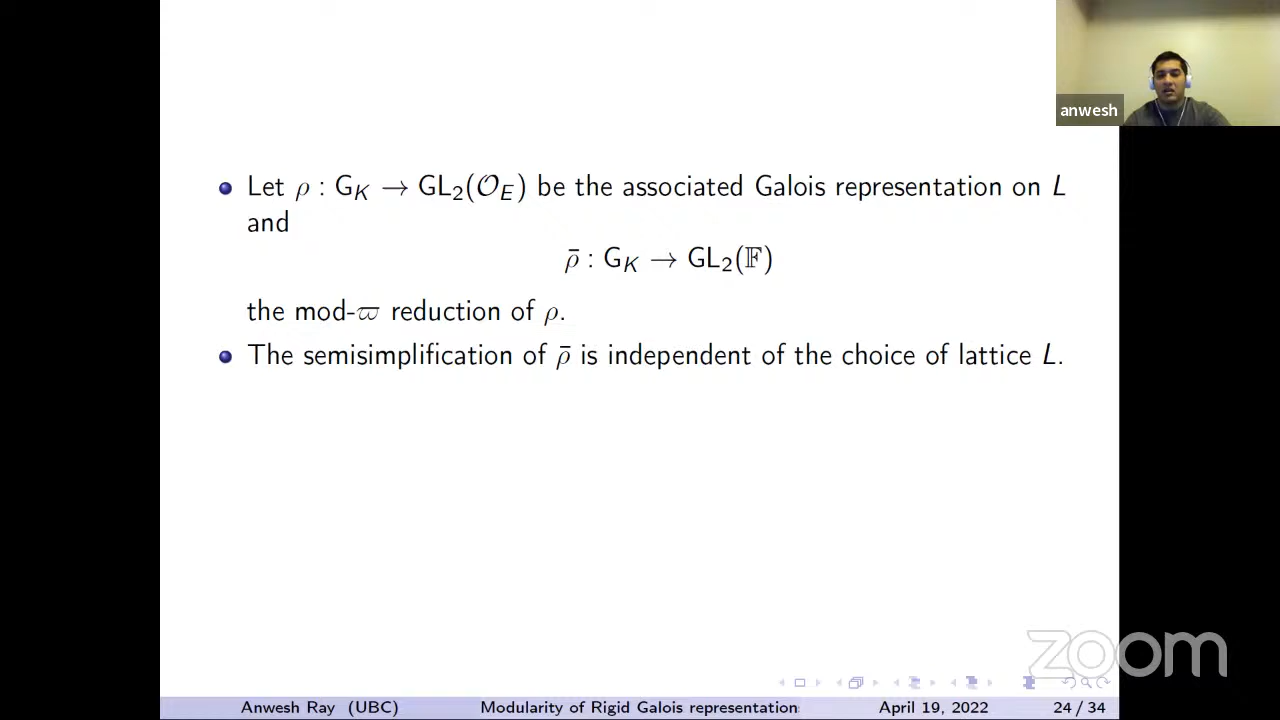 anwesh
Let ρ : G_K → GL_2(𝒪_E) be the associated Galois representation on L
and
ρ̄ : G_K → GL_2(𝔽)
the mod-ϖ reduction of ρ.
The semisimplification of ρ̄ is independent of the choice of lattice L.
zoom
Anwesh Ray (UBC) Modularity of Rigid Galois representation April 19, 2022 24 / 34